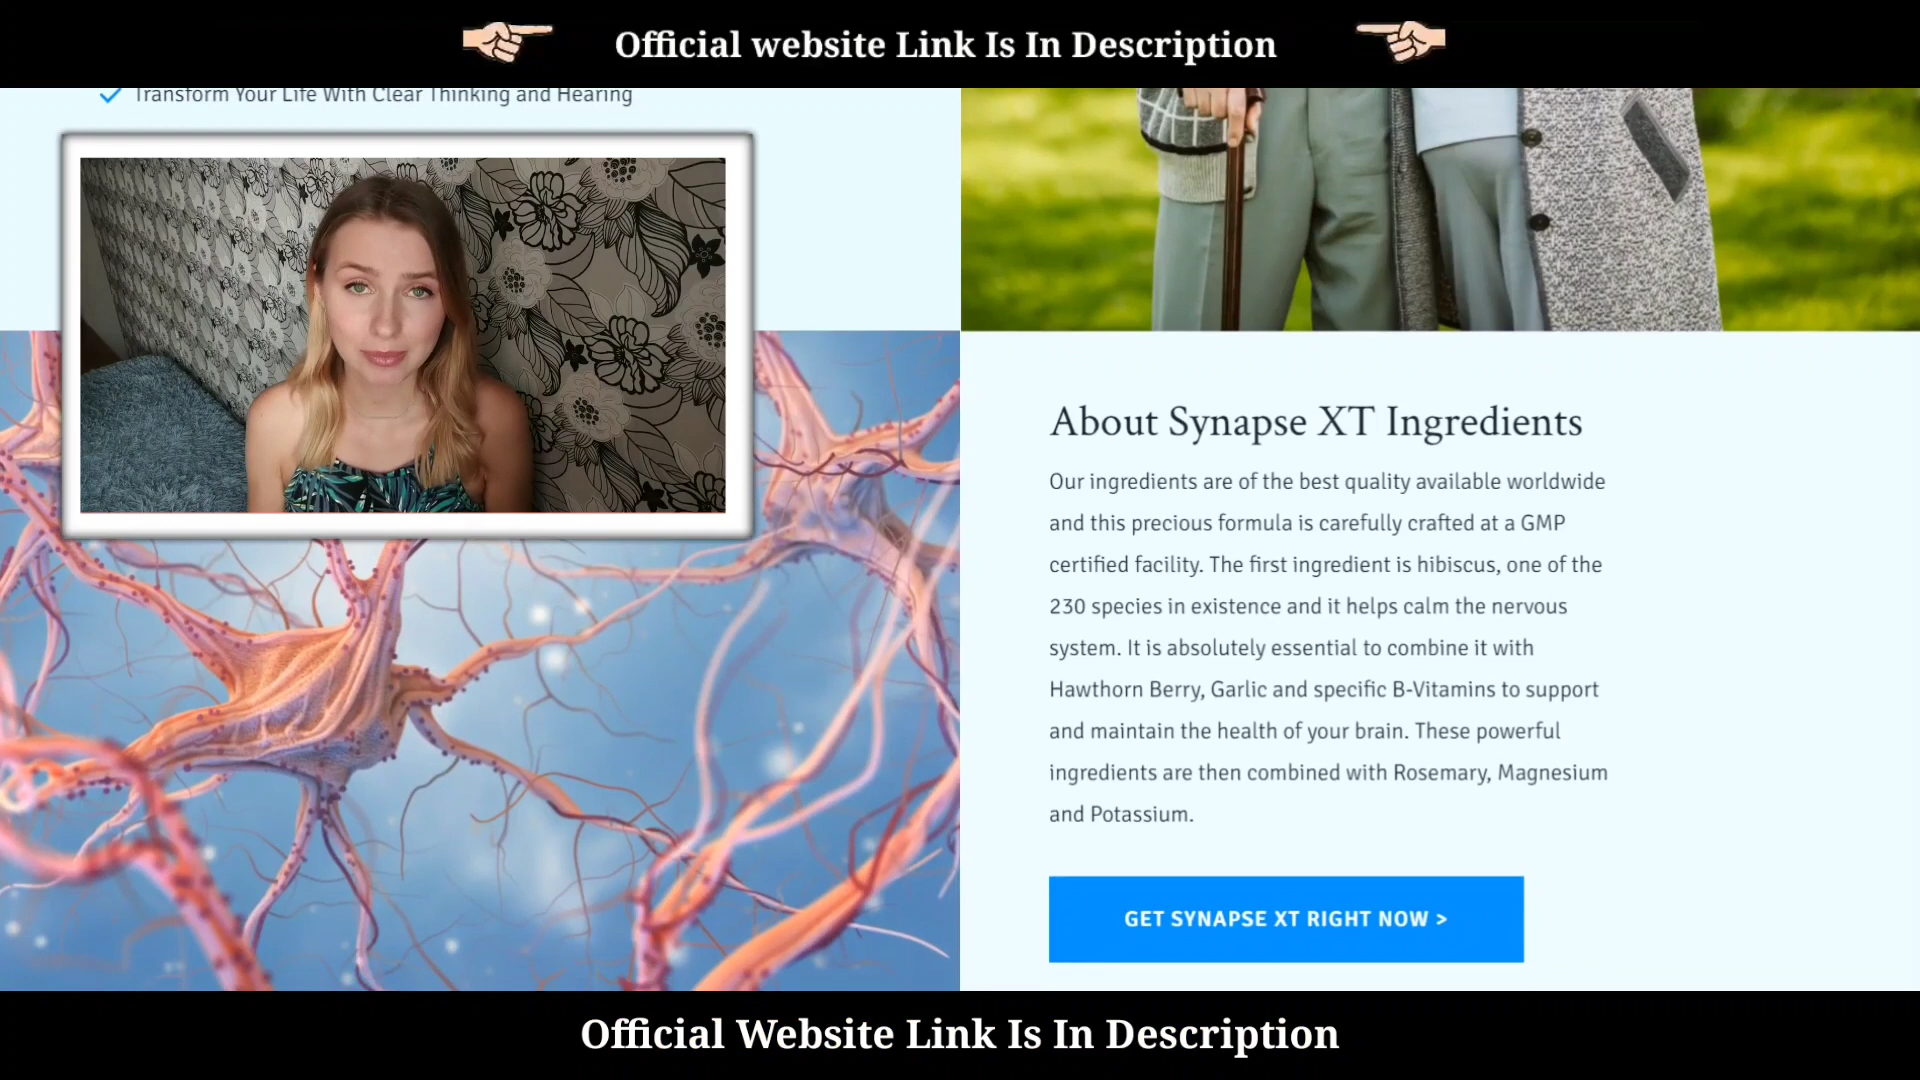 Official website Link Is In Description
Transform Your Life With Clear Thinking and Hearing
About Synapse XT Ingredients
Our ingredients are of the best quality available worldwide
and this precious formula is carefully crafted at a GMP
certified facility. The first ingredient is hibiscus, one of the
230 species in existence and it helps calm the nervous
system. It is absolutely essential to combine it with
Hawthorn Berry, Garlic and specific B-Vitamins to support
and maintain the health of your brain. These powerful
ingredients are then combined with Rosemary, Magnesium
and Potassium.
GET SYNAPSE XT RIGHT NOW >
Official Website Link Is In Description